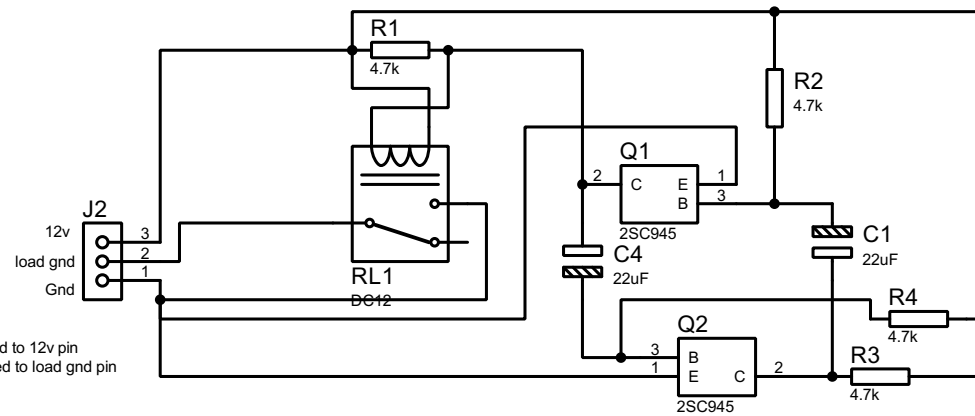 R1
4.7k
R2
4.7k
Q1
2 C E 1
B 3
2SC945
J2
12v 3
load gnd 2
Gnd 1
RL1
DC12
C4
22uF
C1
22uF
R4
4.7k
Q2
3 B
1 E C 2
2SC945
R3
4.7k
to 12v pin
to load gnd pin